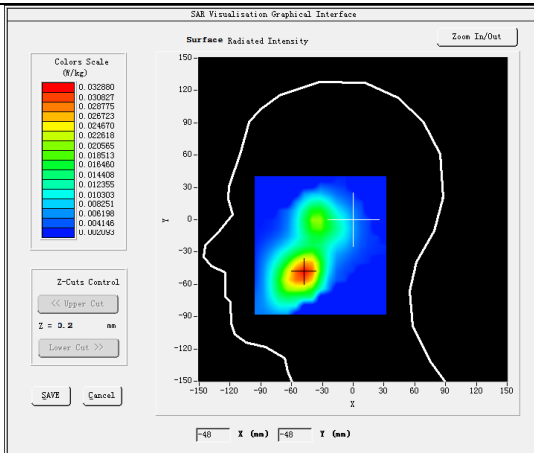 SAR Visualisation Graphical Interface
Surface Radiated Intensity
Zoom In/Out
Colors Scale
(W/kg)
0.032880
0.030827
0.028775
0.026723
0.024670
0.022618
0.020565
0.018513
0.016460
0.014408
0.012355
0.010303
0.008251
0.006198
0.004146
0.002093
Z-Cuts Control
<< Upper Cut
Z = 0.2 mm
Lower Cut >>
SAVE Cancel
150
120
90
60
30
0
-30
-60
-90
-120
-150
Y
-150 -120 -90 -60 -30 0 30 60 90 120 150
X
-48 X (mm) -48 Y (mm)